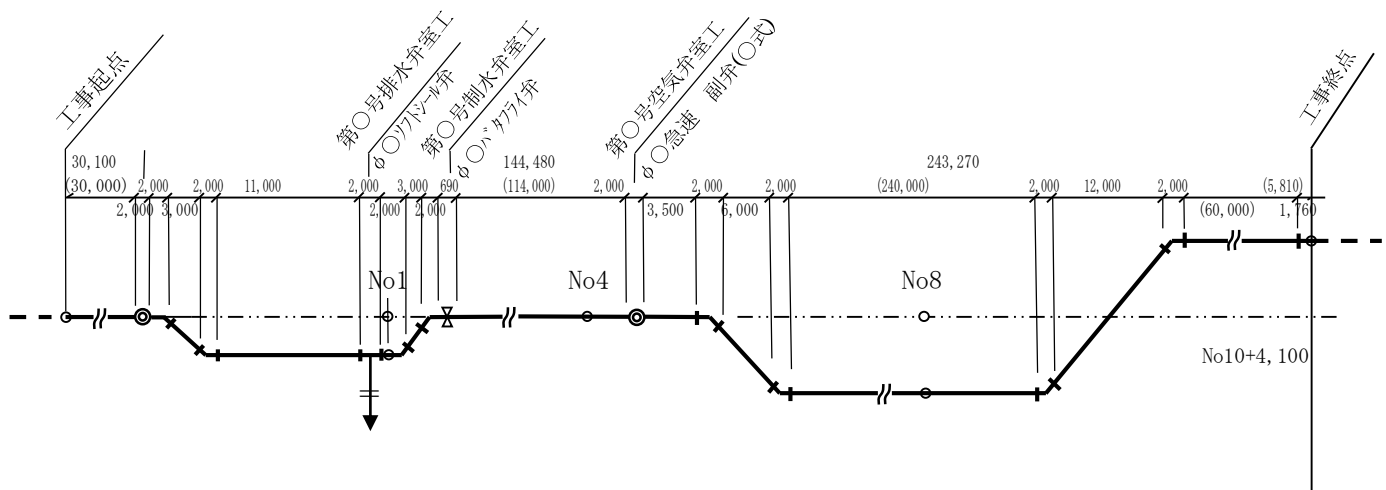 工事起点
第○号排水弁室工
φ○ソフトシール弁
第○号制水弁室工
φ○バタフライ弁
第○号空気弁室工
φ○急速　副弁(○式)
工事終点
30,100
144,480
243,270
(30,000)
2,000
2,000
11,000
2,000
3,000
690
(114,000)
2,000
2,000
2,000
(240,000)
2,000
12,000
2,000
(5,810)
2,000
3,000
2,000
2,000
3,500
6,000
(60,000)
1,760
No1
No4
No8
No10+4,100